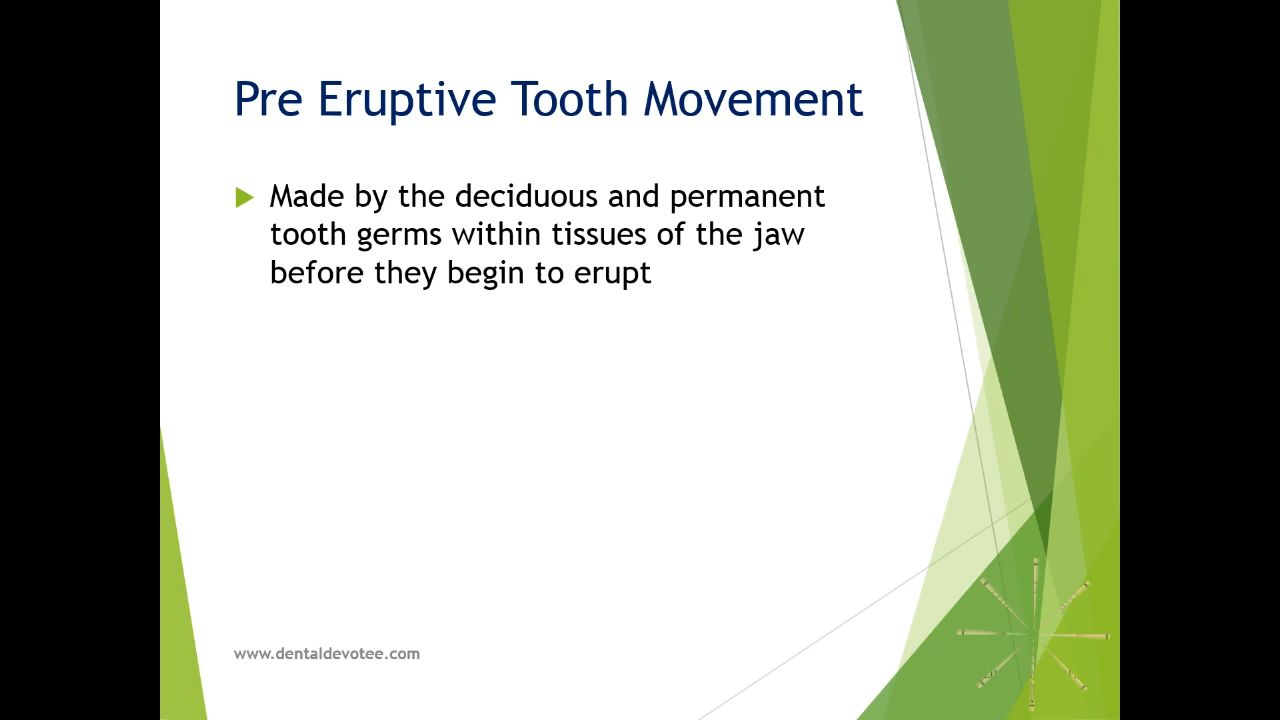 Pre Eruptive Tooth Movement
Made by the deciduous and permanent
tooth germs within tissues of the jaw
before they begin to erupt
www.dentaldevotee.com